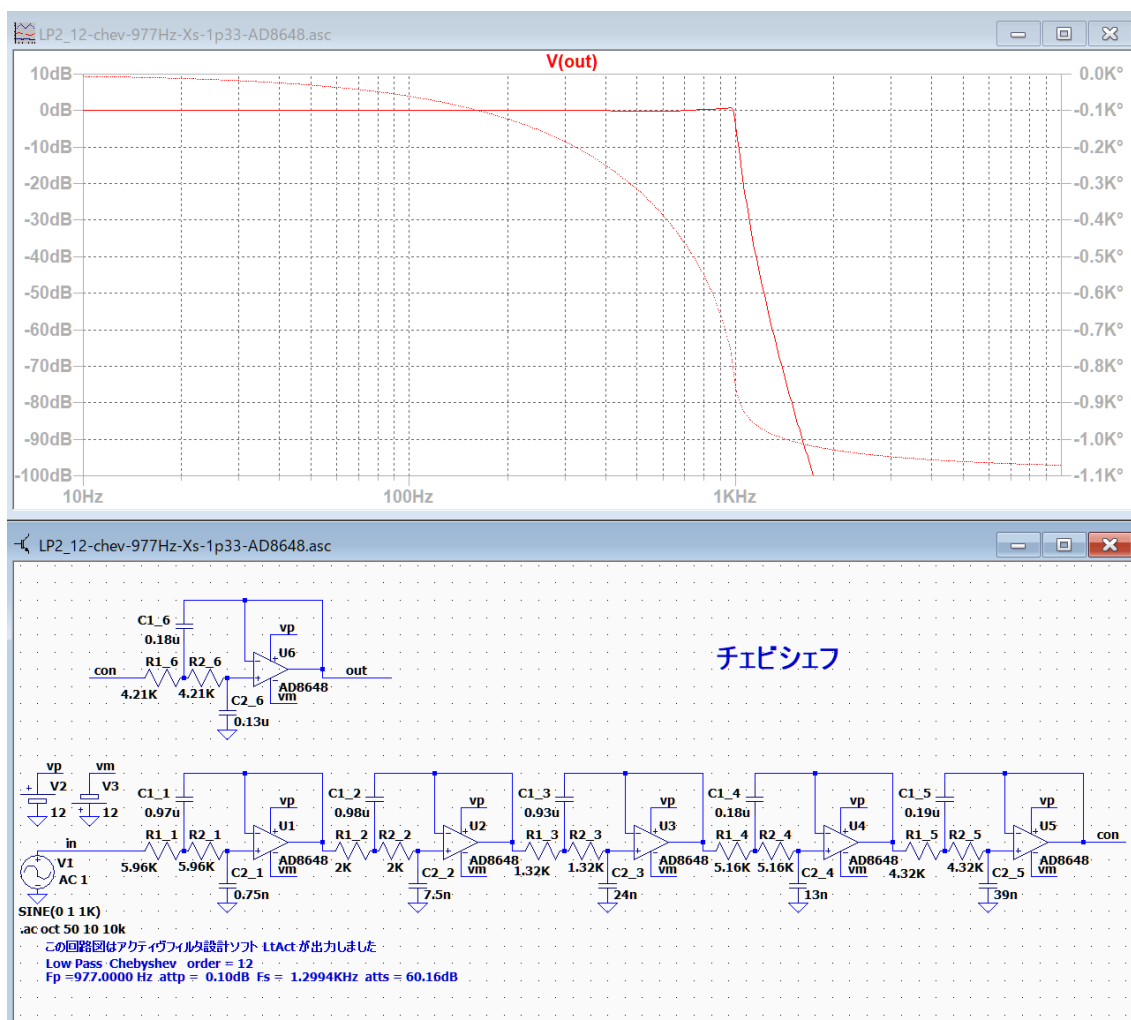 LP2_12-chev-977Hz-Xs-1p33-AD8648.asc
V(out)
10dB
0dB
-10dB
-20dB
-30dB
-40dB
-50dB
-60dB
-70dB
-80dB
-90dB
-100dB
0.0K°
-0.1K°
-0.2K°
-0.3K°
-0.4K°
-0.5K°
-0.6K°
-0.7K°
-0.8K°
-0.9K°
-1.0K°
-1.1K°
10Hz 100Hz 1KHz
LP2_12-chev-977Hz-Xs-1p33-AD8648.asc
C1_6
0.18u
vp
U6
con
R1_6 R2_6
out
4.21K 4.21K
AD8648
vm
C2_6
0.13u
チェビシェフ
vp vm
V2 V3
12 12
in
V1
AC 1
SINE(0 1 1K)
.ac oct 50 10 10k
C1_1
0.97u
vp
U1
R1_1 R2_1
5.96K 5.96K
AD8648
vm
C2_1
0.75n
C1_2
0.98u
vp
U2
R1_2 R2_2
2K 2K
AD8648
vm
C2_2
7.5n
C1_3
0.93u
vp
U3
R1_3 R2_3
1.32K 1.32K
AD8648
vm
C2_3
24n
C1_4
0.18u
vp
U4
R1_4 R2_4
5.16K 5.16K
AD8648
vm
C2_4
13n
C1_5
0.19u
vp
U5
R1_5 R2_5
4.32K 4.32K
AD8648
vm
C2_5
39n
con
この回路図はアクティヴフィルタ設計ソフト LtAct が出力しました
Low Pass Chebyshev order = 12
Fp =977.0000 Hz attp = 0.10dB Fs = 1.2994KHz atts = 60.16dB